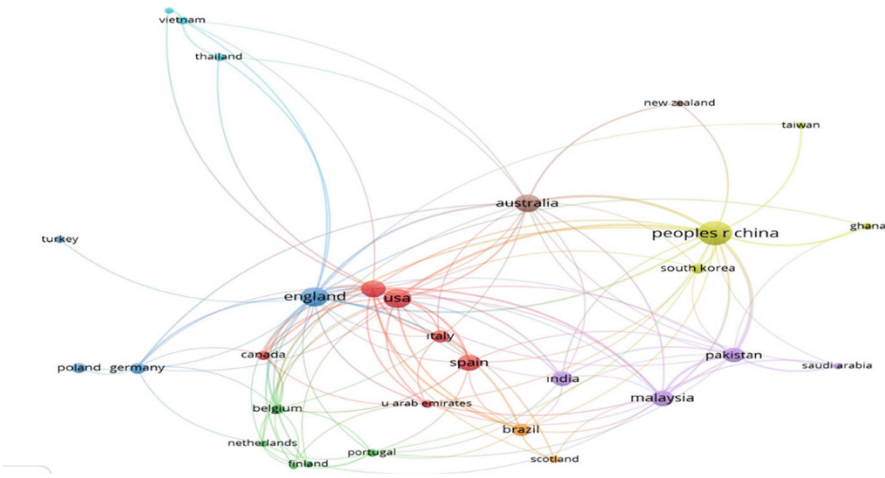 vietnam
thailand
new zealand
taiwan
australia
peoples r china
ghana
turkey
south korea
england
usa
italy
canada
pakistan
spain
saudi arabia
poland
germany
india
malaysia
u arab emirates
belgium
brazil
netherlands
portugal
scotland
finland